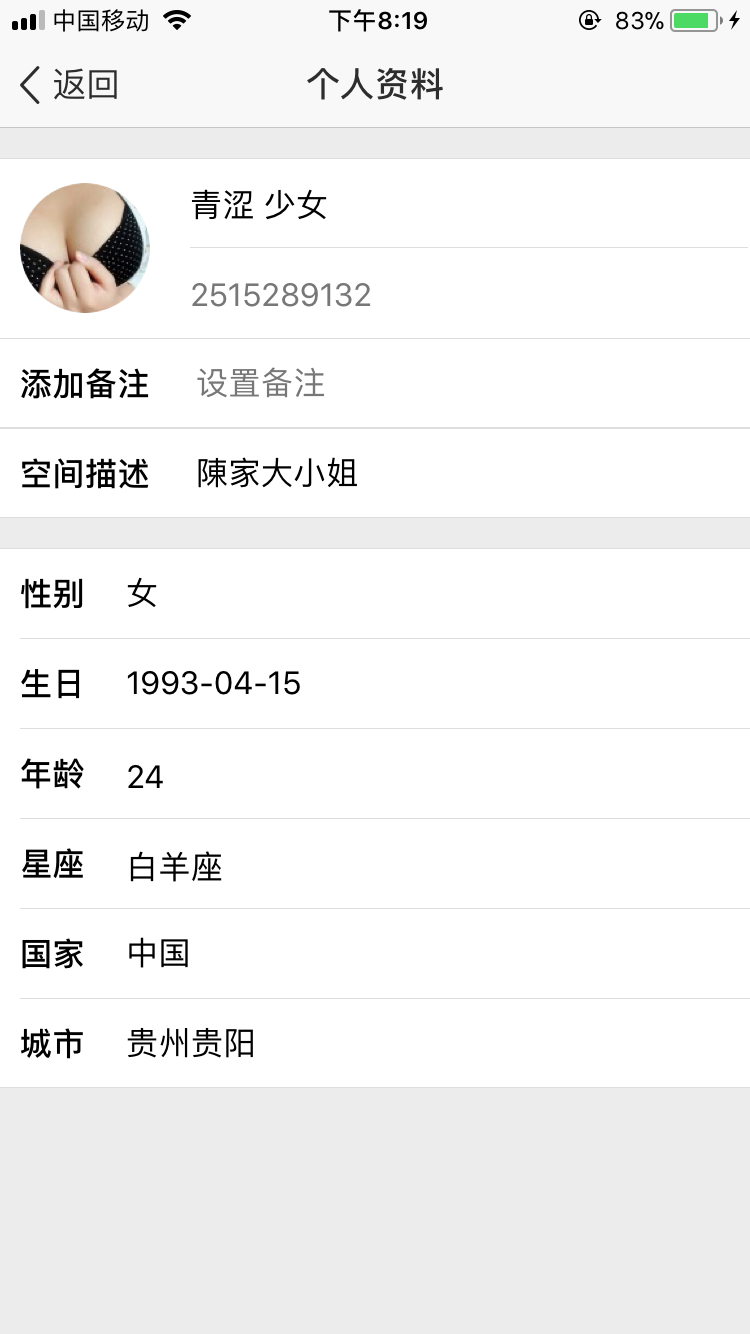 中国移动 下午8:19 83%
返回 个人资料
青涩 少女
2515289132
添加备注 设置备注
空间描述 陳家大小姐
性别 女
生日 1993-04-15
年龄 24
星座 白羊座
国家 中国
城市 贵州贵阳